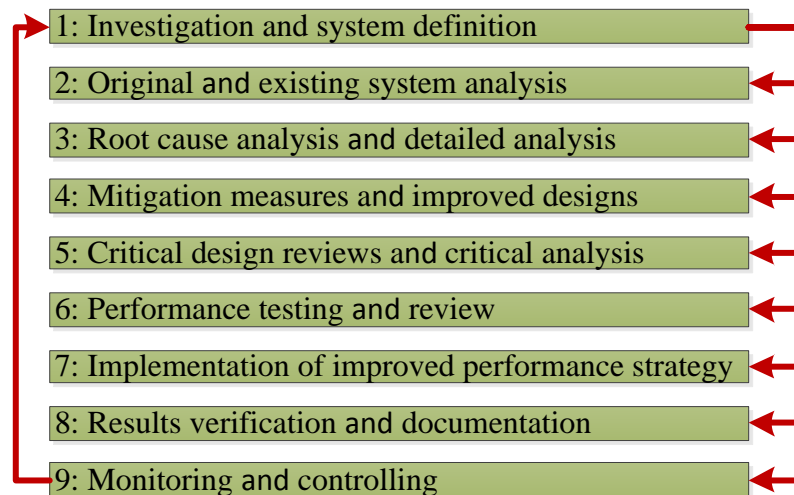 1: Investigation and system definition
2: Original and existing system analysis
3: Root cause analysis and detailed analysis
4: Mitigation measures and improved designs
5: Critical design reviews and critical analysis
6: Performance testing and review
7: Implementation of improved performance strategy
8: Results verification and documentation
9: Monitoring and controlling